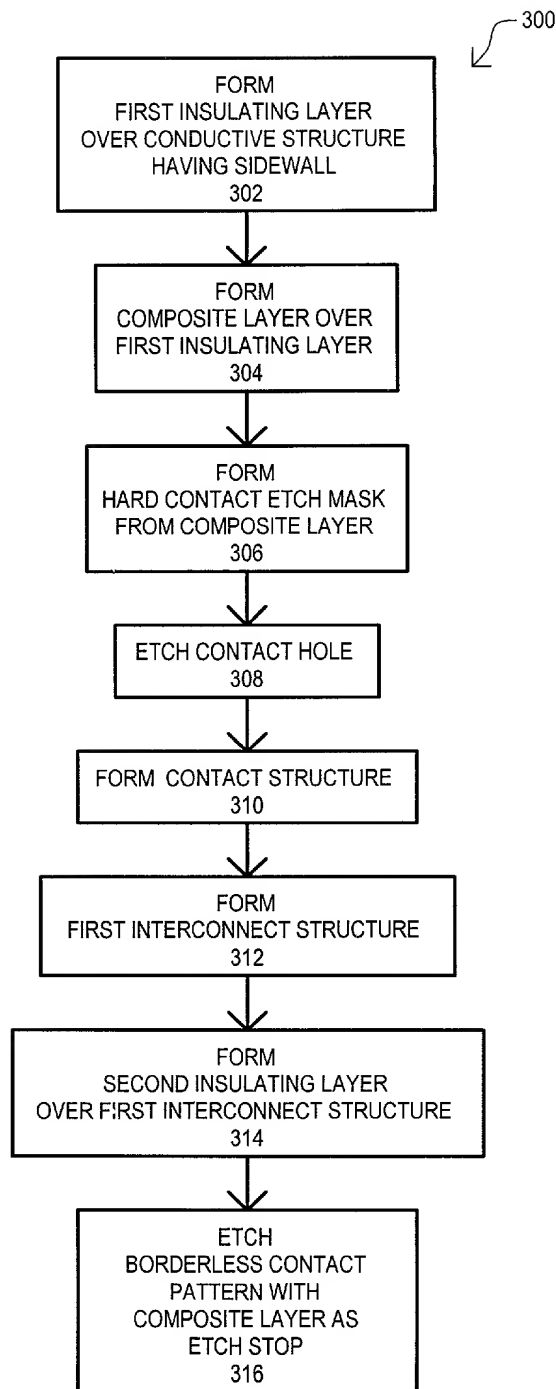 300
FORM
FIRST INSULATING LAYER
OVER CONDUCTIVE STRUCTURE
HAVING SIDEWALL
302
FORM
COMPOSITE LAYER OVER
FIRST INSULATING LAYER
304
FORM
HARD CONTACT ETCH MASK
FROM COMPOSITE LAYER
306
ETCH CONTACT HOLE
308
FORM CONTACT STRUCTURE
310
FORM
FIRST INTERCONNECT STRUCTURE
312
FORM
SECOND INSULATING LAYER
OVER FIRST INTERCONNECT STRUCTURE
314
ETCH
BORDERLESS CONTACT
PATTERN WITH
COMPOSITE LAYER AS
ETCH STOP
316